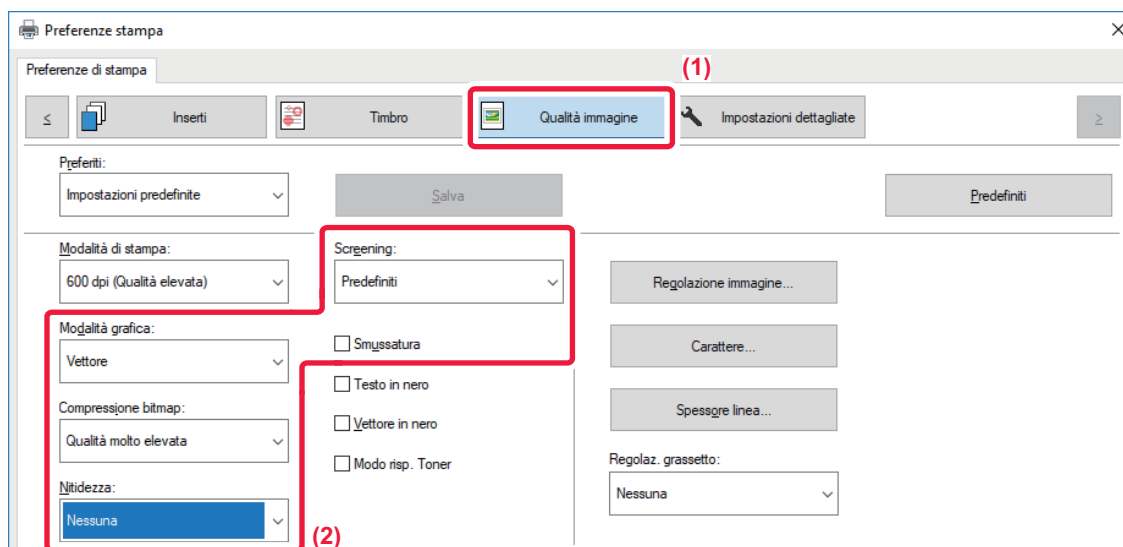 Preferenze stampa
Preferenze di stampa
(1)
<
Inserti
Timbro
Qualità immagine
Impostazioni dettagliate
>
Preferiti:
Impostazioni predefinite
Salva
Predefiniti
Modalità di stampa:
600 dpi (Qualità elevata)
Screening:
Predefiniti
Regolazione immagine...
Modalità grafica:
Vettore
Smussatura
Carattere...
Testo in nero
Compressione bitmap:
Qualità molto elevata
Vettore in nero
Spessore linea...
Modo risp. Toner
Regolaz. grassetto:
Nessuna
Nitidezza:
Nessuna
(2)